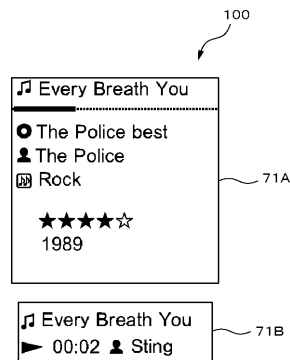 100
Every Breath You
The Police best
The Police
Rock
71A
1989
Every Breath You
71B
00:02 Sting